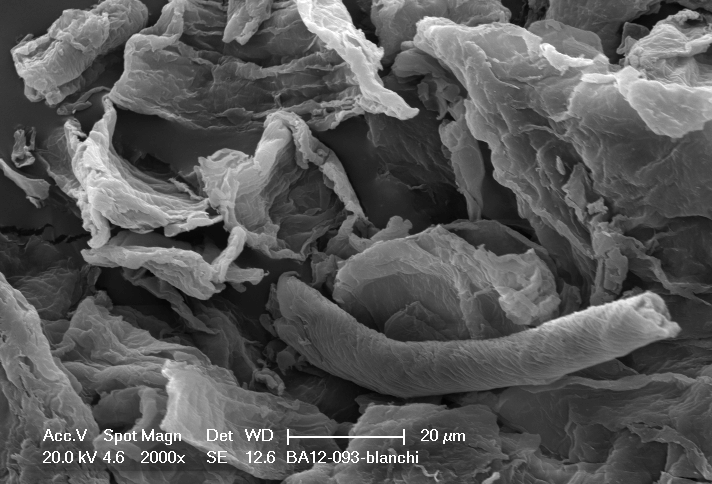 Acc.V Spot Magn Det WD 20 µm
20.0 kV 4.6 2000x SE 12.6 BA12-093-blanchi